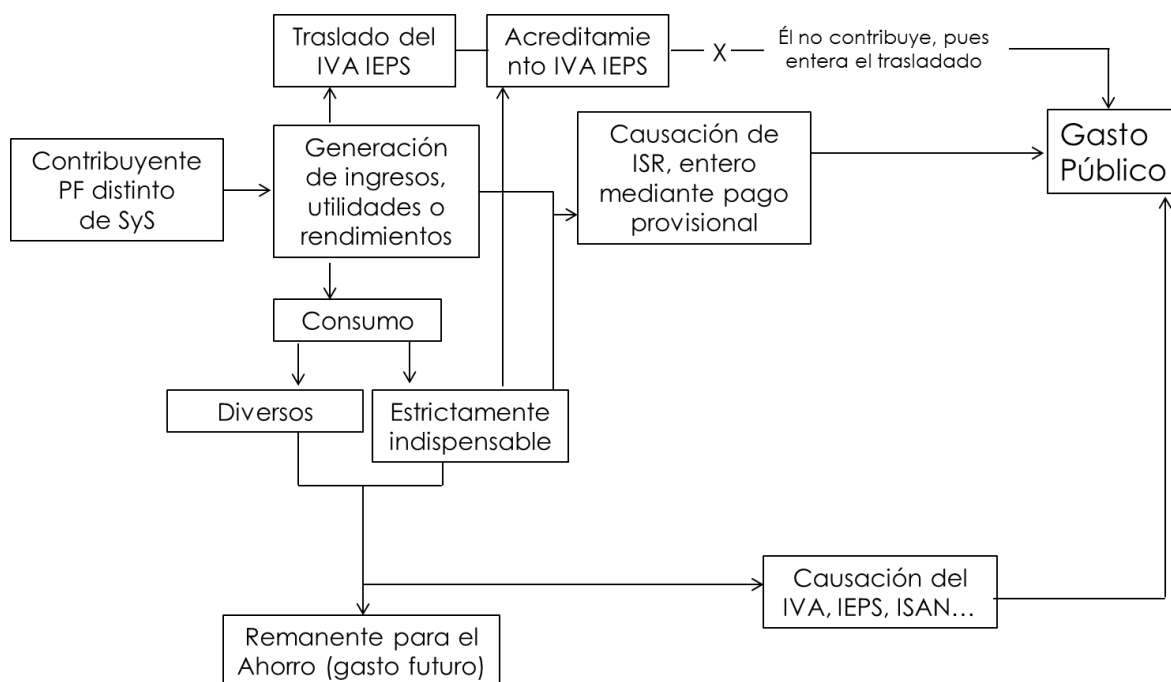 Traslado del
IVA IEPS
Acreditamie
nto IVA IEPS
X
Él no contribuye, pues
entera el trasladado
Contribuyente
PF distinto
de SyS
Generación
de ingresos,
utilidades o
rendimientos
Causación de
ISR, entero
mediante pago
provisional
Gasto
Público
Consumo
Diversos
Estrictamente
indispensable
Causación del
IVA, IEPS, ISAN...
Remanente para el
Ahorro (gasto futuro)